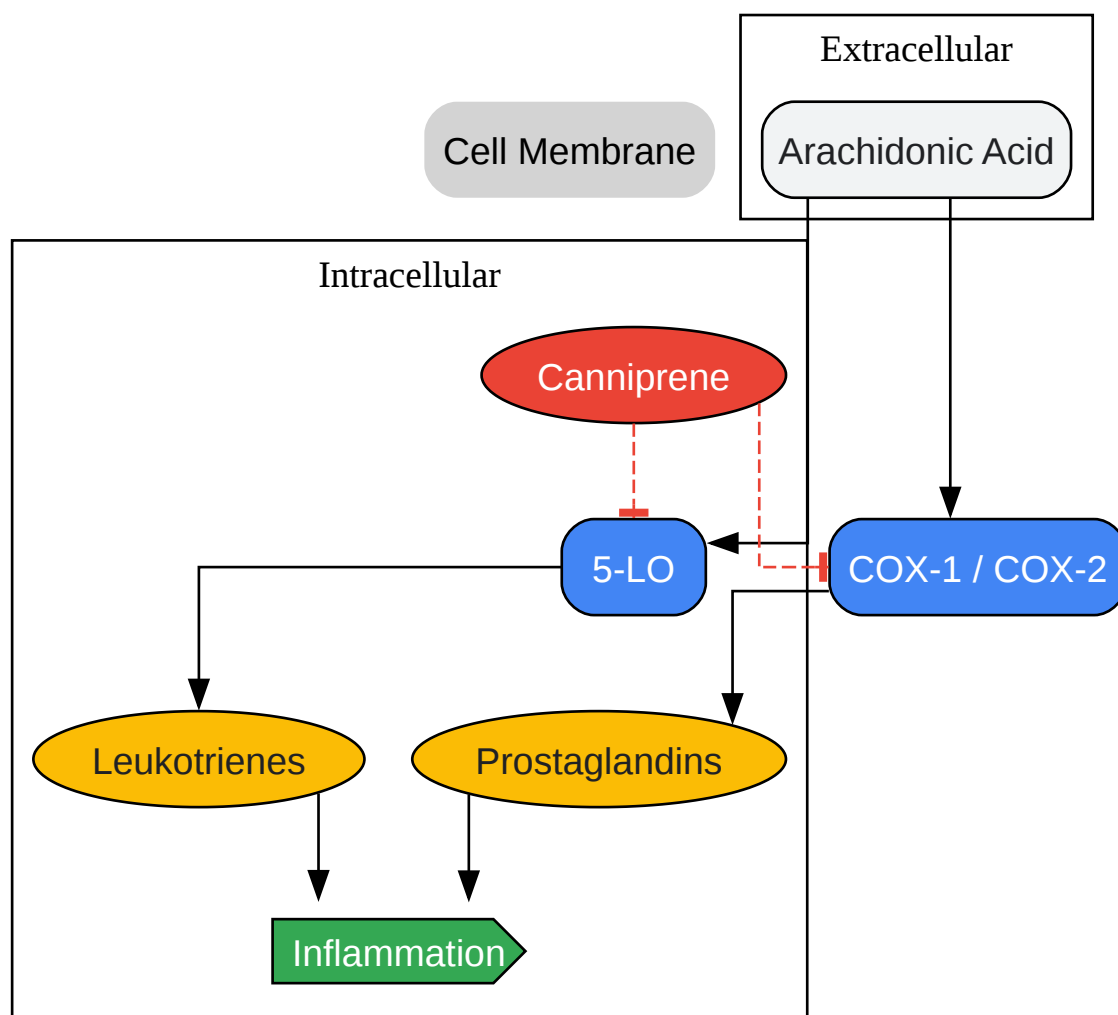 Extracellular
Cell Membrane
Arachidonic Acid
Intracellular
Canniprene
5-LO
COX-1 / COX-2
Leukotrienes
Prostaglandins
Inflammation